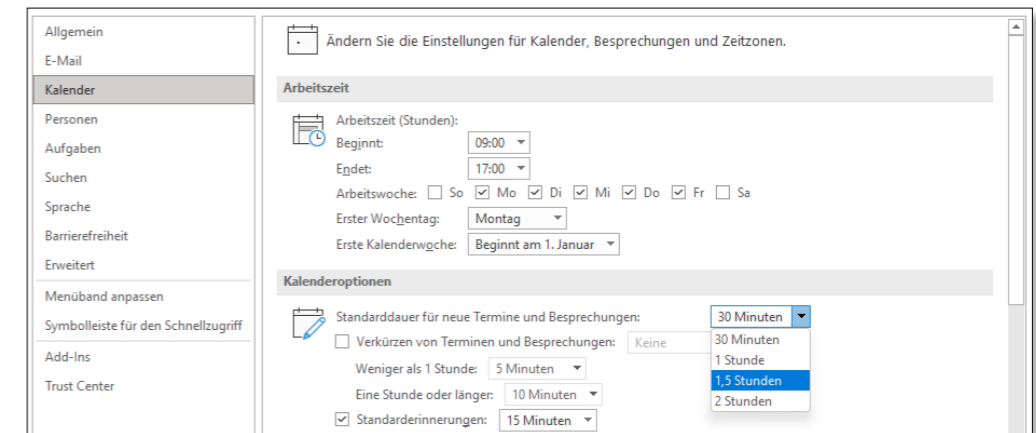 Allgemein
E-Mail
Kalender
Personen
Aufgaben
Suchen
Sprache
Barrierefreiheit
Erweitert
Menüband anpassen
Symbolleiste für den Schnellzugriff
Add-Ins
Trust Center
Ändern Sie die Einstellungen für Kalender, Besprechungen und Zeitzonen.
Arbeitszeit
Arbeitszeit (Stunden):
Beginnt: 09:00
Endet: 17:00
Arbeitswoche: So Mo Di Mi Do Fr Sa
Erster Wochentag: Montag
Erste Kalenderwoche: Beginnt am 1. Januar
Kalenderoptionen
Standarddauer für neue Termine und Besprechungen: 30 Minuten
30 Minuten
1 Stunde
1,5 Stunden
2 Stunden
Verkürzen von Terminen und Besprechungen: Keine
Weniger als 1 Stunde: 5 Minuten
Eine Stunde oder länger: 10 Minuten
Standarderinnerungen: 15 Minuten